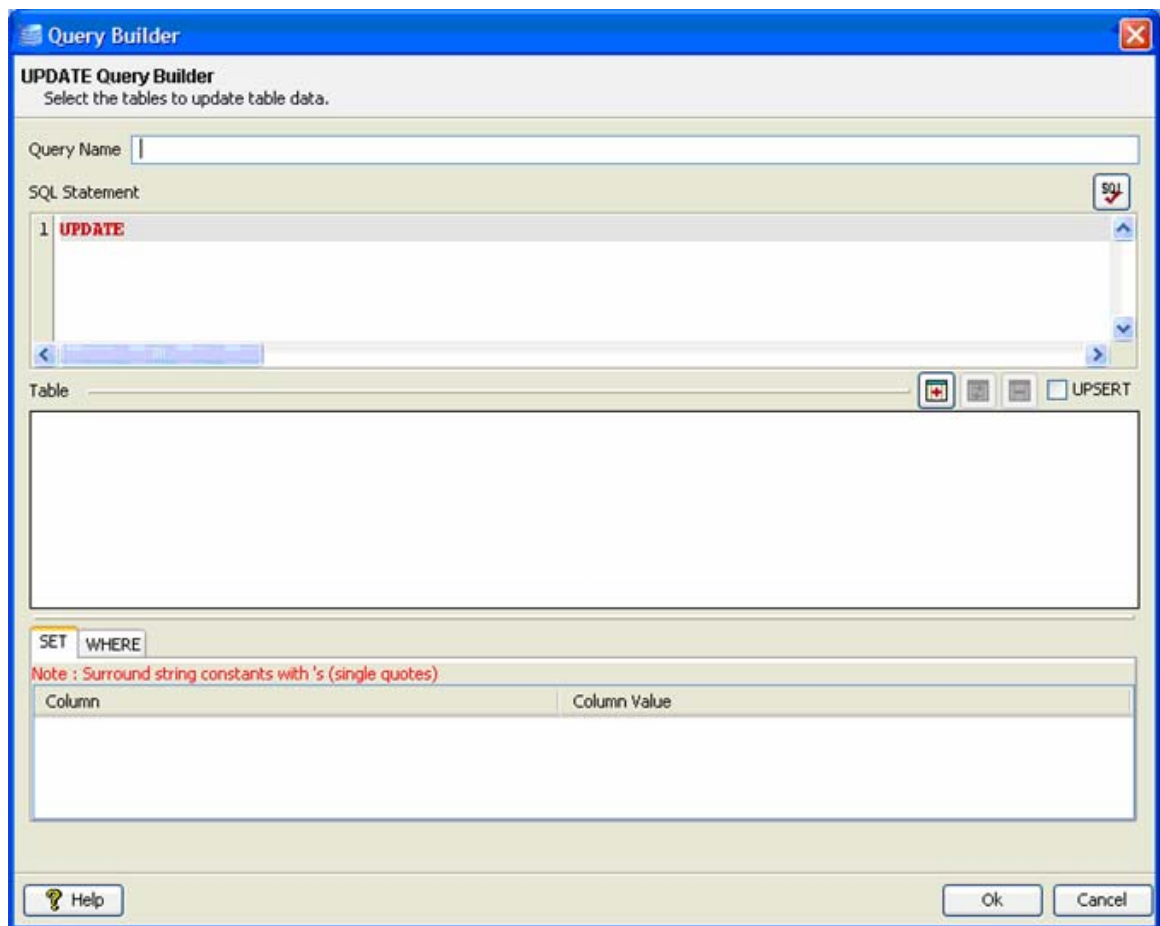 Query Builder
UPDATE Query Builder
Select the tables to update table data.
Query Name
SQL Statement
SQL
1 UPDATE
Table
UPSERT
SET WHERE
Note : Surround string constants with 's (single quotes)
Column Column Value
Help Ok Cancel